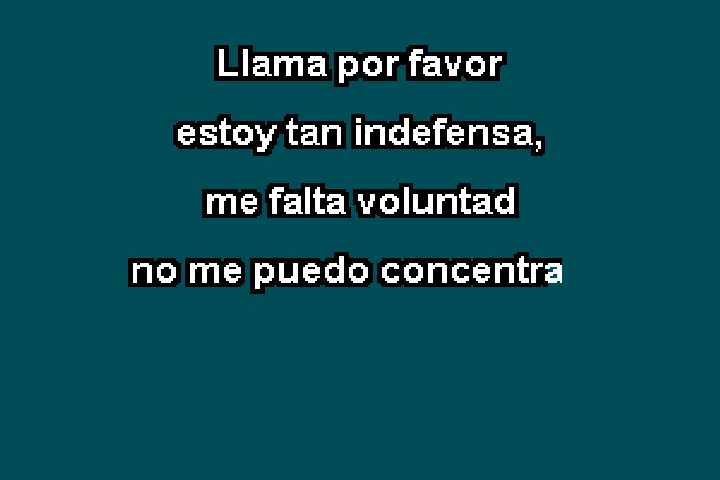 Llama por favor
estoy tan indefensa,
me falta voluntad
no me puedo concentra